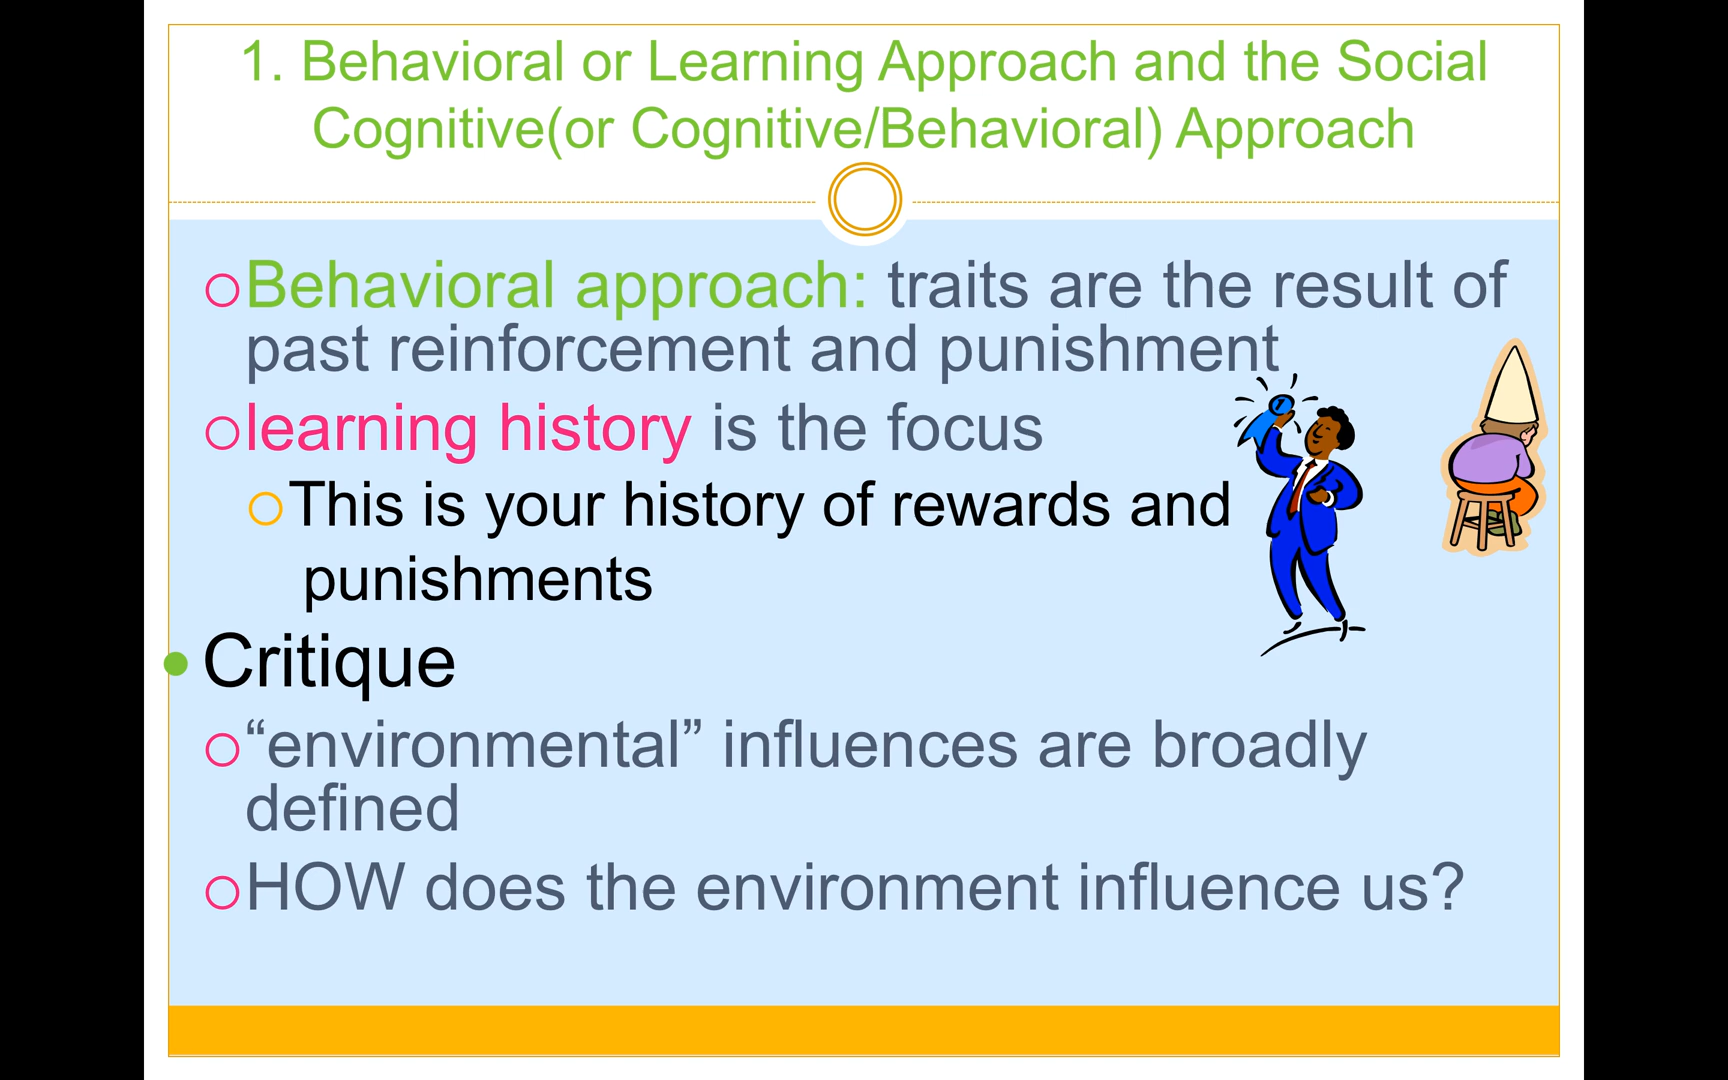 1. Behavioral or Learning Approach and the Social
Cognitive(or Cognitive/Behavioral) Approach
Behavioral approach: traits are the result of
past reinforcement and punishment
learning history is the focus
This is your history of rewards and
punishments
Critique
“environmental” influences are broadly
defined
HOW does the environment influence us?